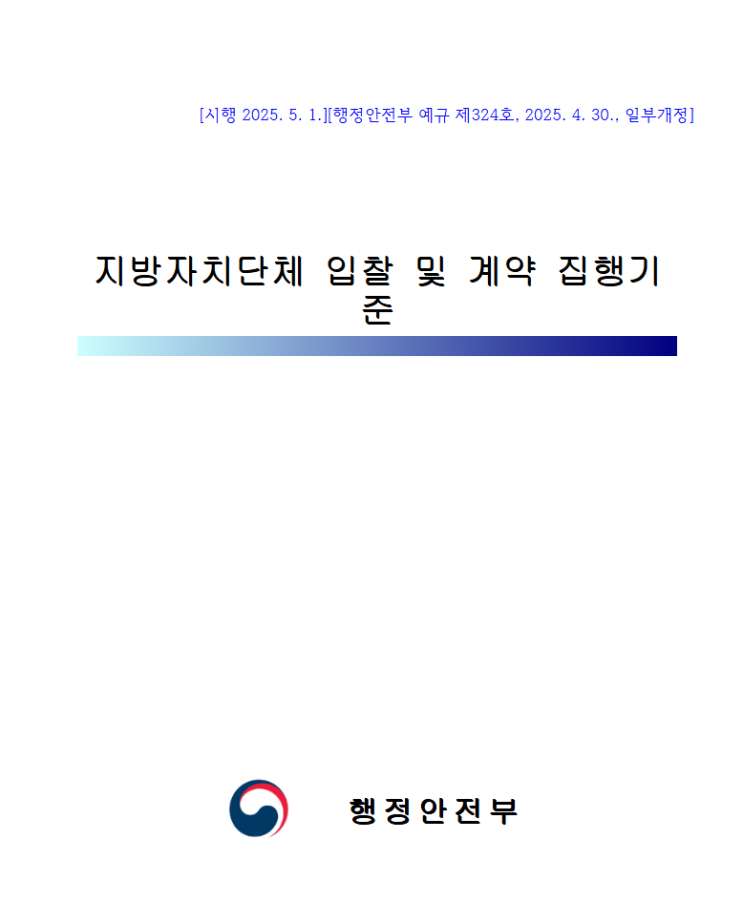 [시행 2025. 5. 1.][행정안전부 예규 제324호, 2025. 4. 30., 일부개정]
지방자치단체 입찰 및 계약 집행기
준
행정안전부